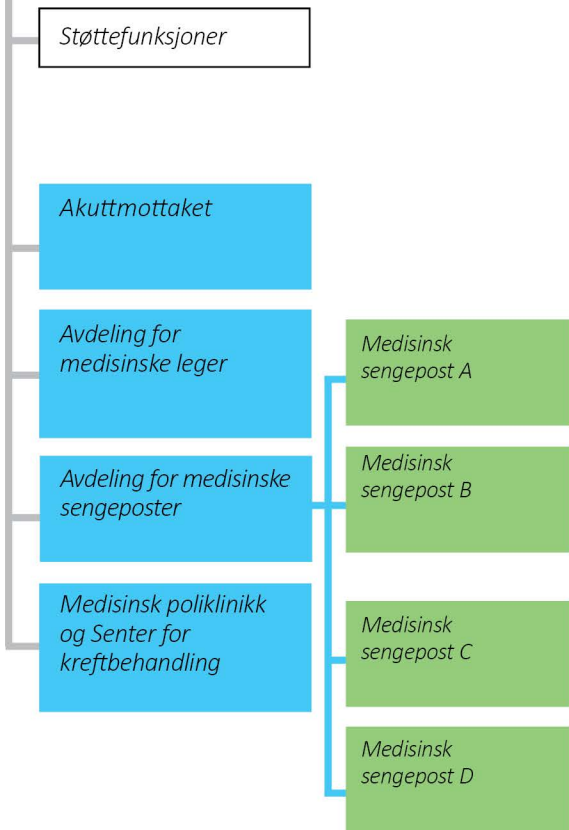 Støttefunksjoner
Akuttmottaket
Avdeling for
medisinske leger
Avdeling for medisinske
sengeposter
Medisinsk poliklinikk
og Senter for
kreftbehandling
Medisinsk
sengepost A
Medisinsk
sengepost B
Medisinsk
sengepost C
Medisinsk
sengepost D